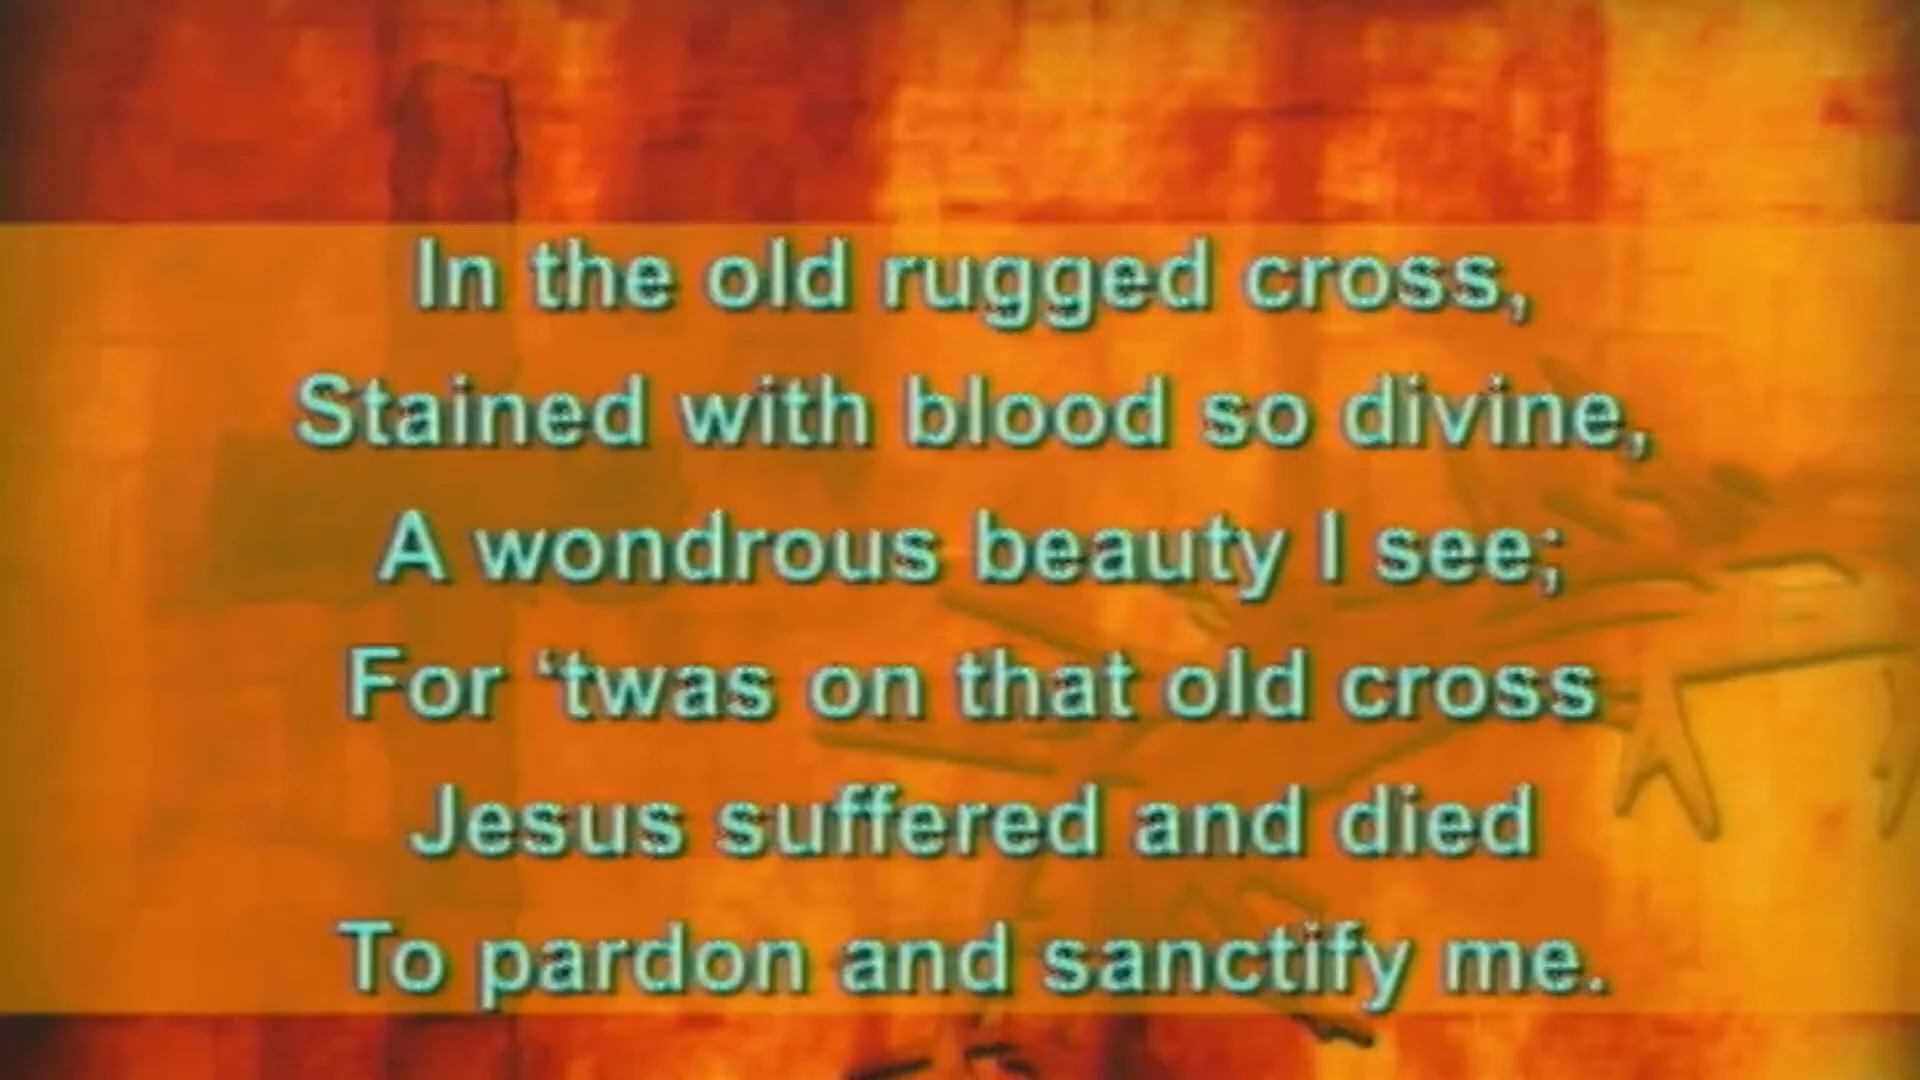 In the old rugged cross,
Stained with blood so divine,
A wondrous beauty I see;
For ‘twas on that old cross
Jesus suffered and died
To pardon and sanctify me.